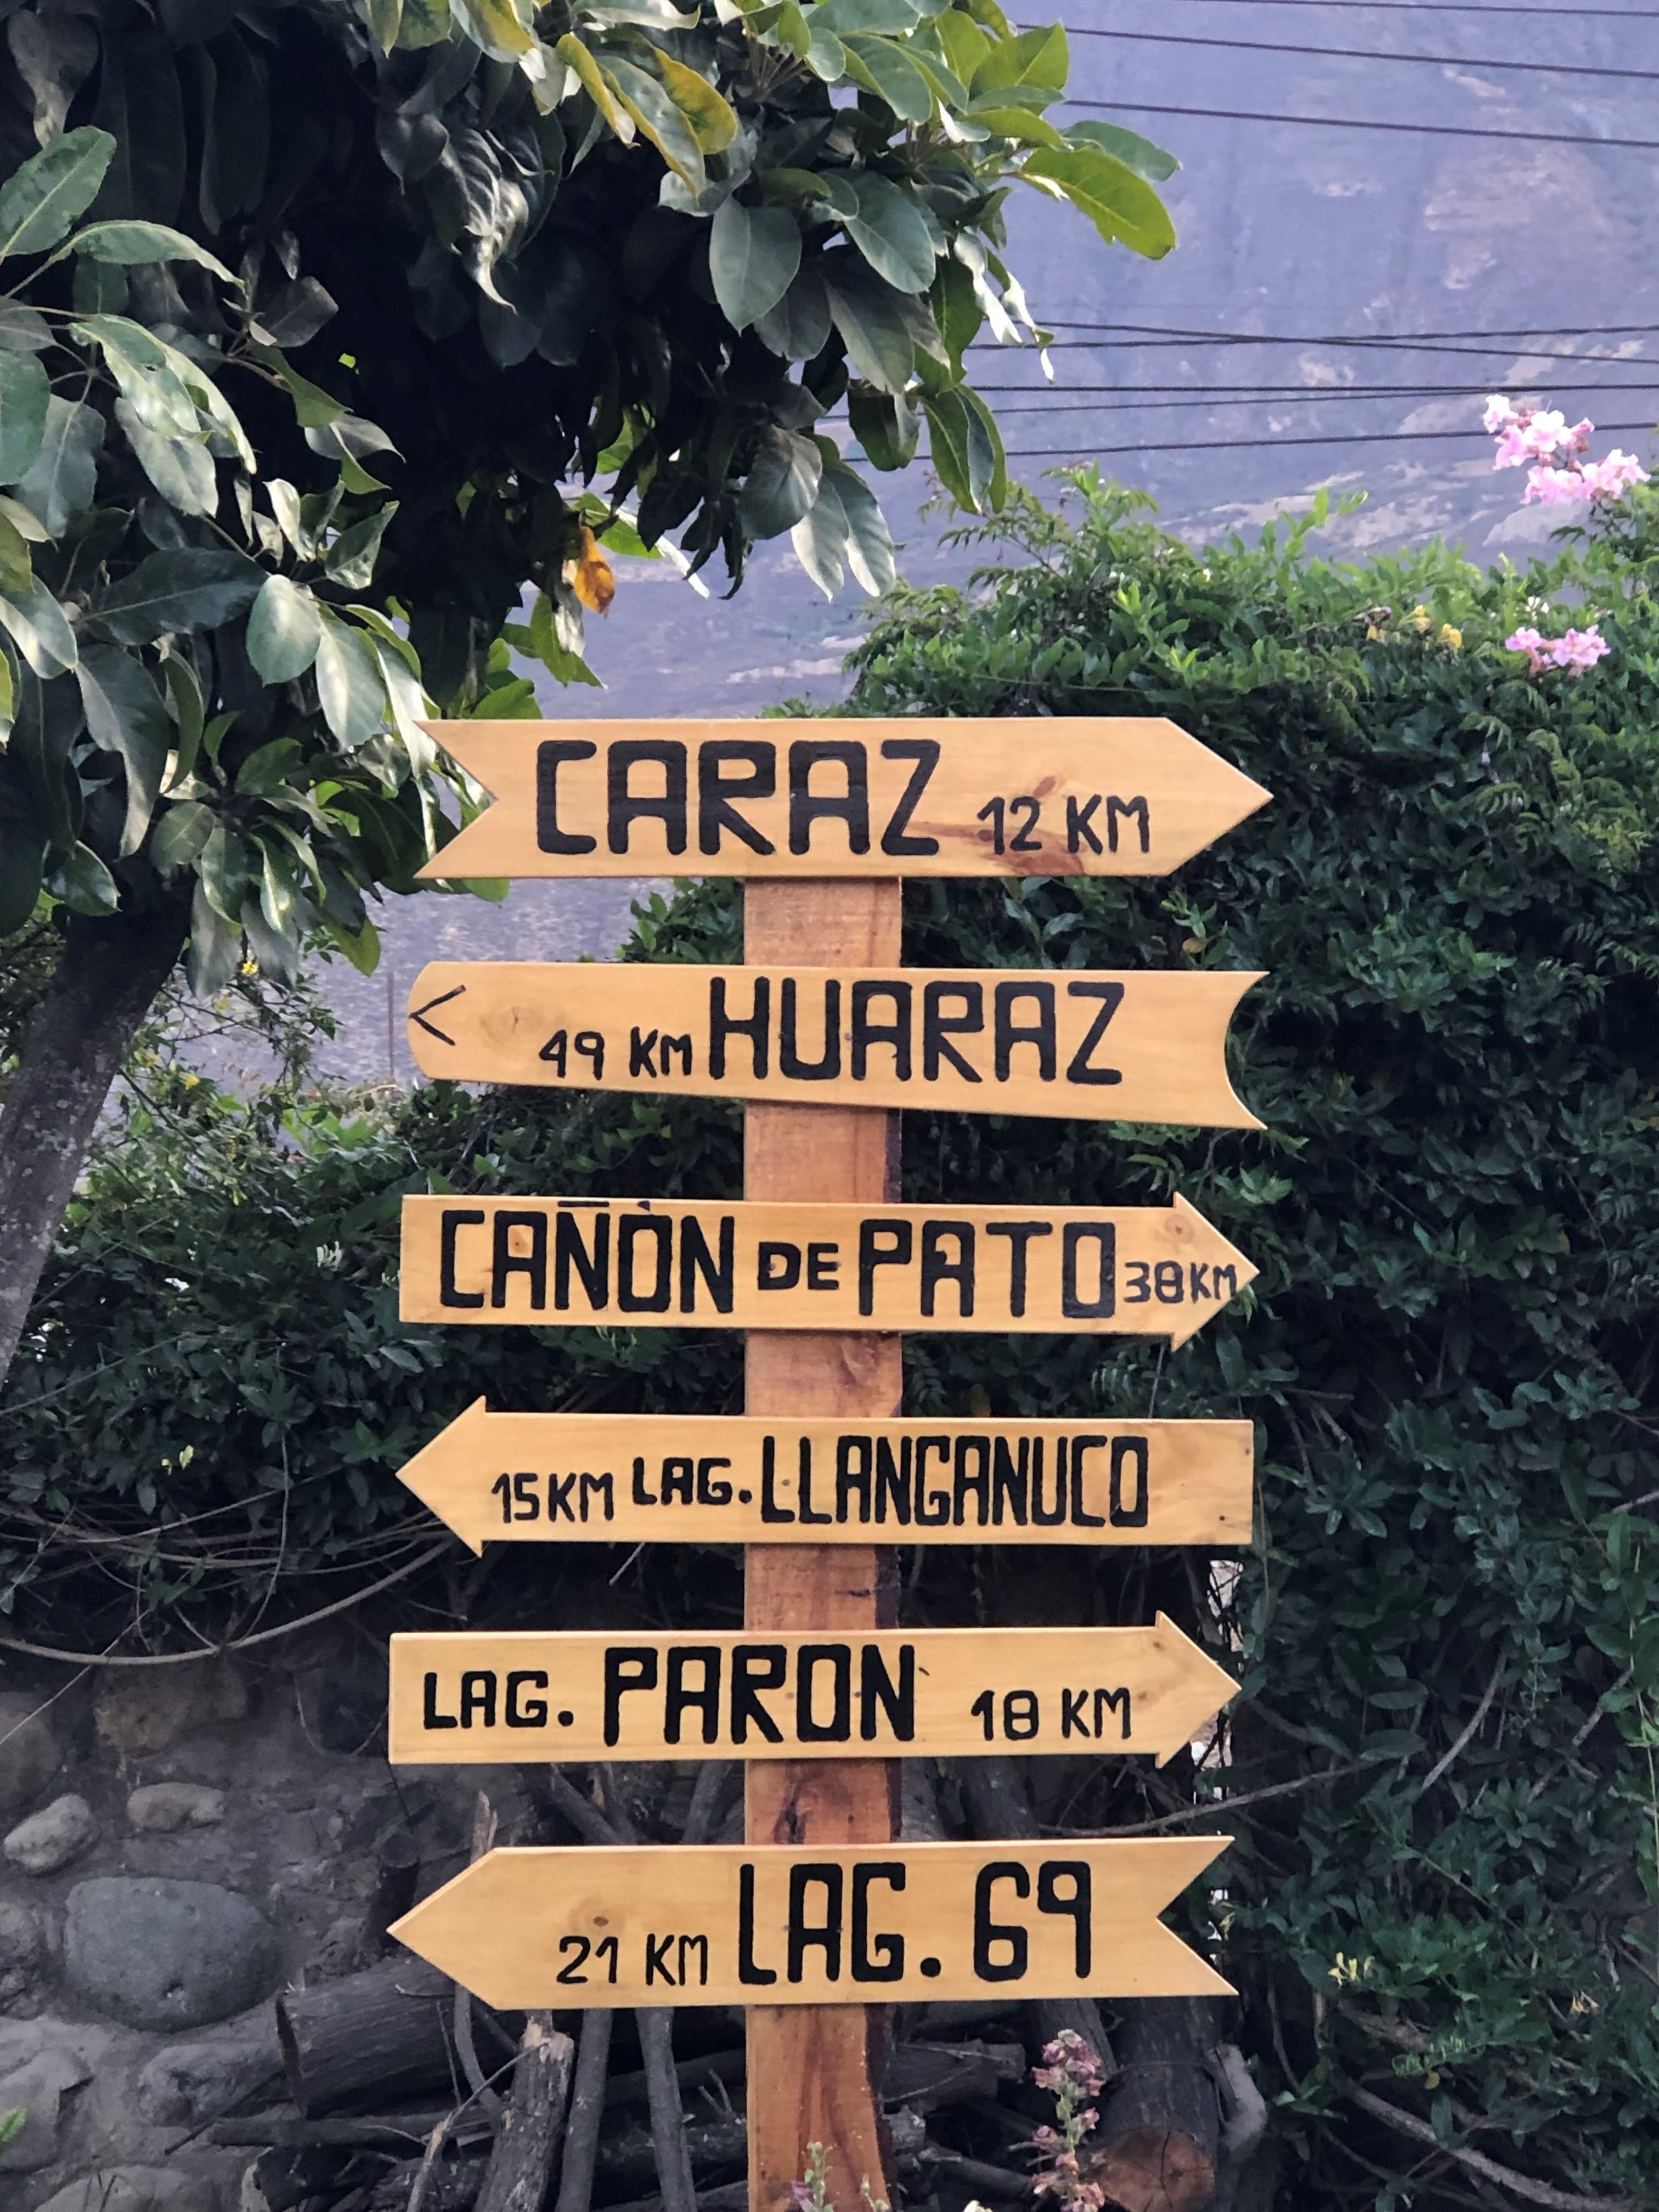 CARAZ 12 KM
< 49 KM HUARAZ
CAÑÒN DE PATO 38KM
15KM LAG. LLANGANUCO
LAG. PARON 18 KM
21 KM LAG. 69